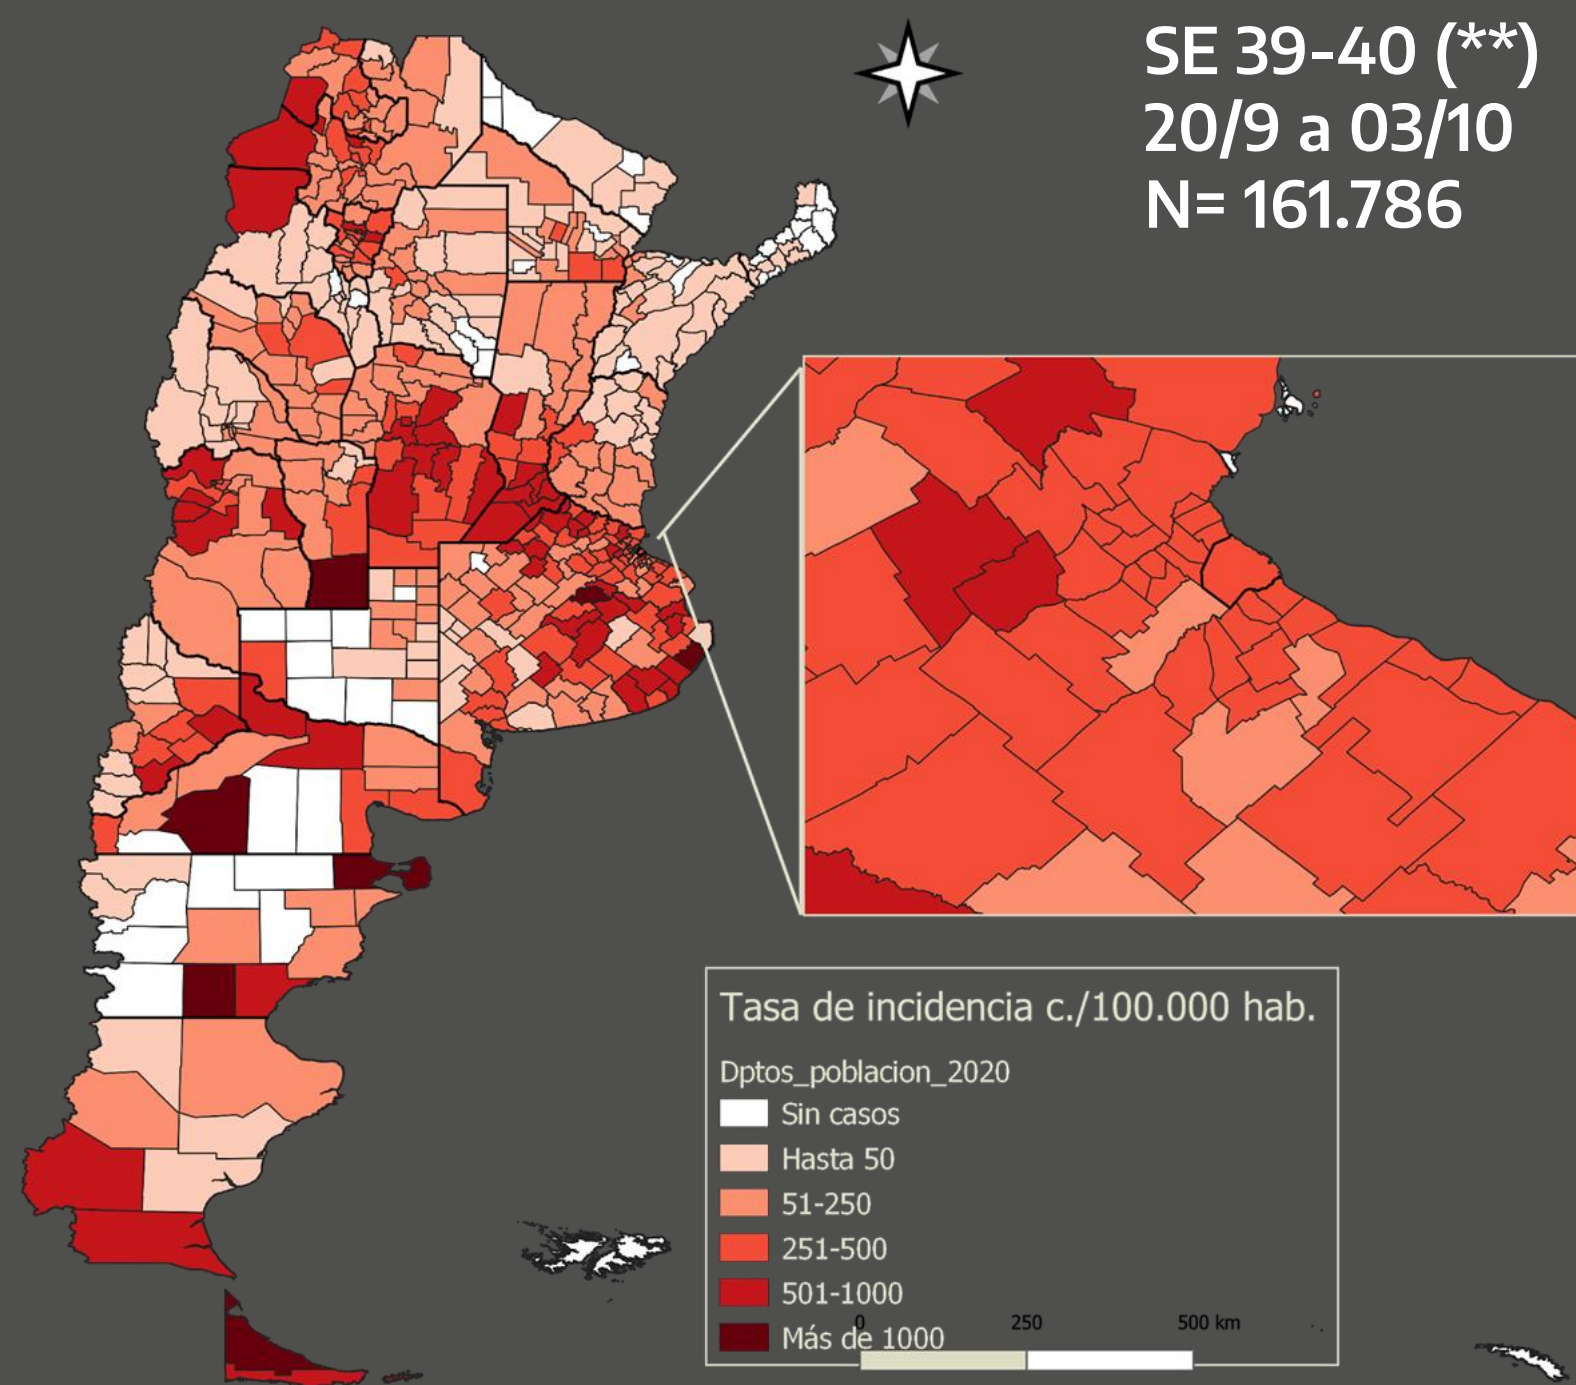 SE 39-40 (**)
20/9 a 03/10
N= 161.786
Tasa de incidencia c./100.000 hab.
Dptos_poblacion_2020
Sin casos
Hasta 50
51-250
251-500
501-1000
Más de 1000
0 250 500 km